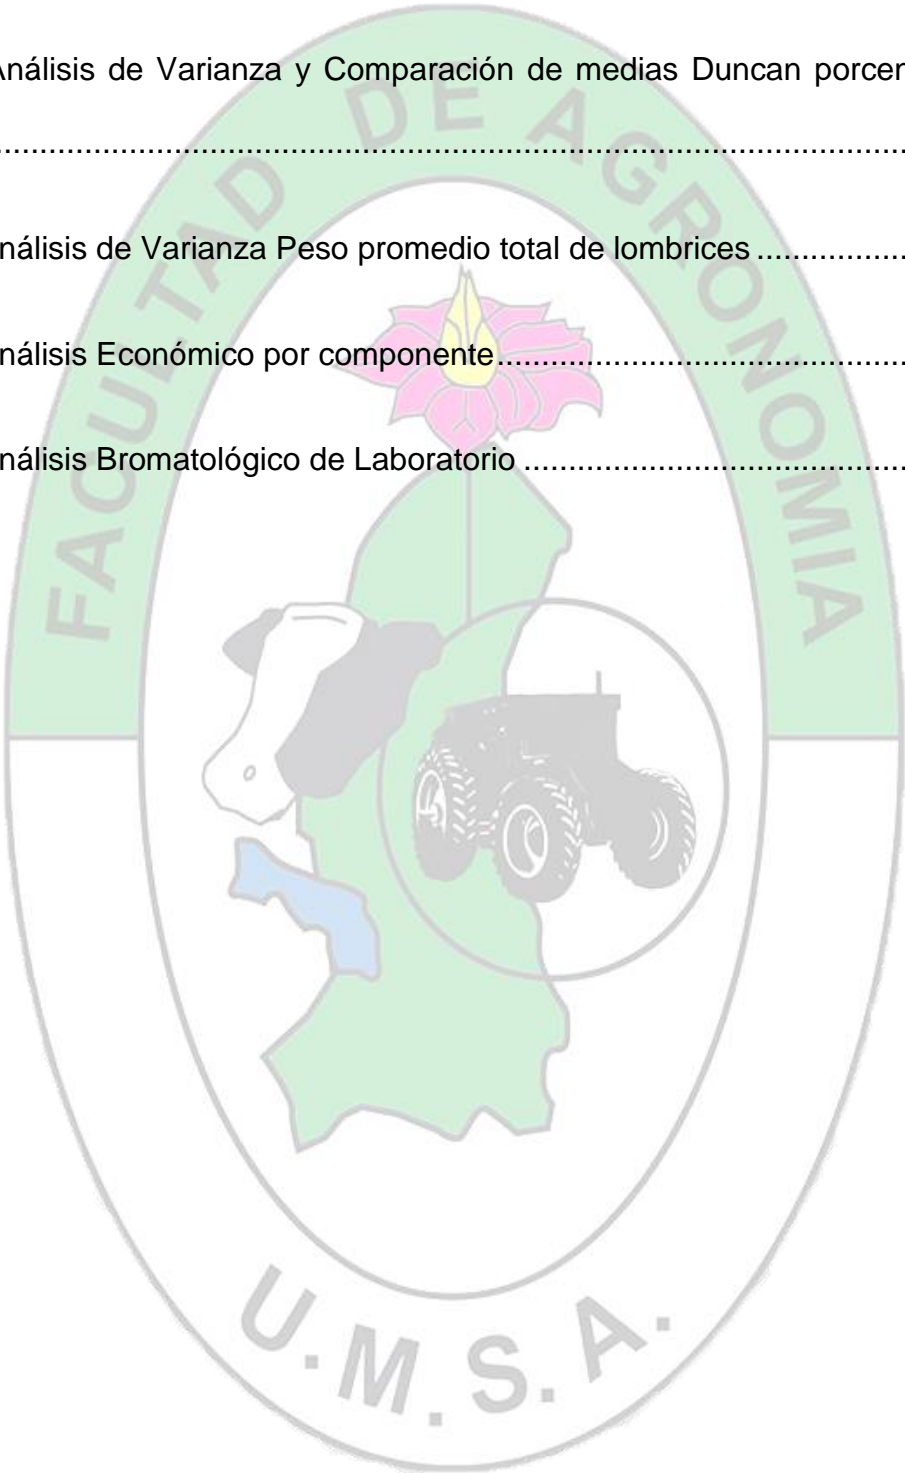 Análisis de Varianza y Comparación de medias Duncan
....................................................................................................
nálisis de Varianza Peso promedio total de lombrices .................
nálisis Económico por componente..............................................
nálisis Bromatológico de Laboratorio ...........................................
FACULTAD DE AGRONOMIA
U.M.S.A.